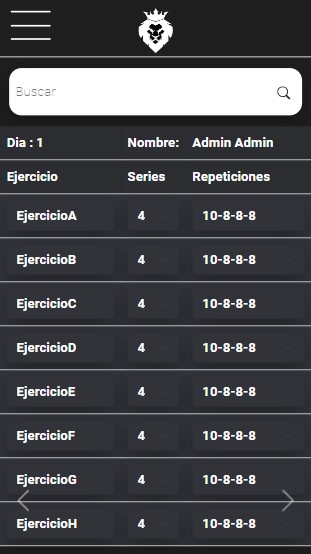 Buscar
Dia : 1 Nombre: Admin Admin
Ejercicio Series Repeticiones
EjercicioA 4 10-8-8-8
EjercicioB 4 10-8-8-8
EjercicioC 4 10-8-8-8
EjercicioD 4 10-8-8-8
EjercicioE 4 10-8-8-8
EjercicioF 4 10-8-8-8
EjercicioG 4 10-8-8-8
EjercicioH 4 10-8-8-8